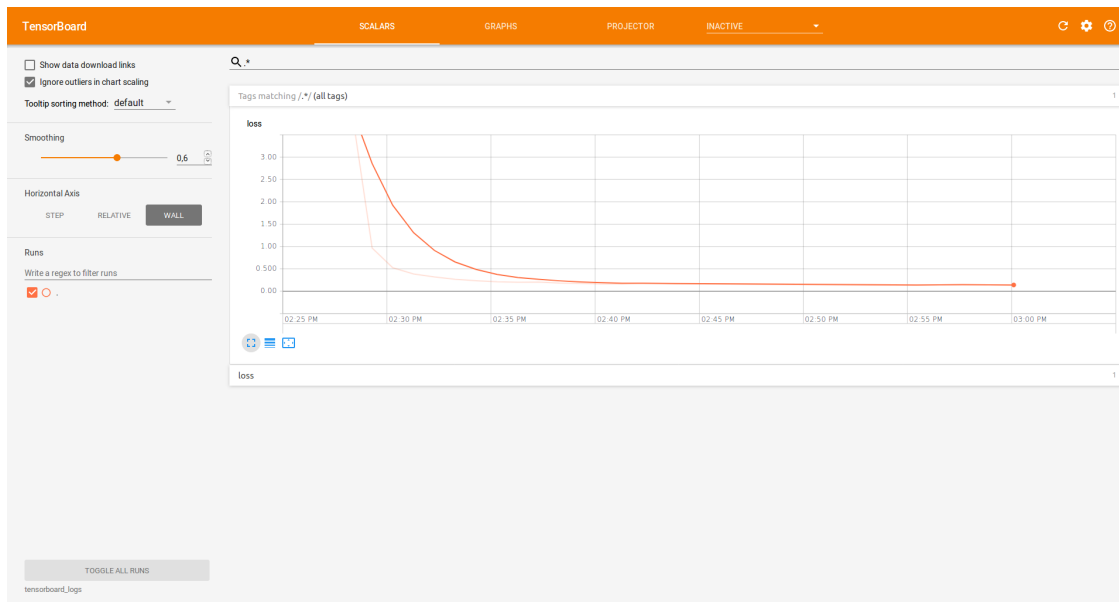 TensorBoard SCALARS GRAPHS PROJECTOR INACTIVE
Show data download links
Ignore outliers in chart scaling
Tooltip sorting method: default
Smoothing
0,6
Horizontal Axis
STEP RELATIVE WALL
Runs
Write a regex to filter runs
.
TOGGLE ALL RUNS
tensorboard_logs
.*
Tags matching /.*/ (all tags) 1
loss
3.00
2.50
2.00
1.50
1.00
0.500
0.00
02:25 PM 02:30 PM 02:35 PM 02:40 PM 02:45 PM 02:50 PM 02:55 PM 03:00 PM
loss 1